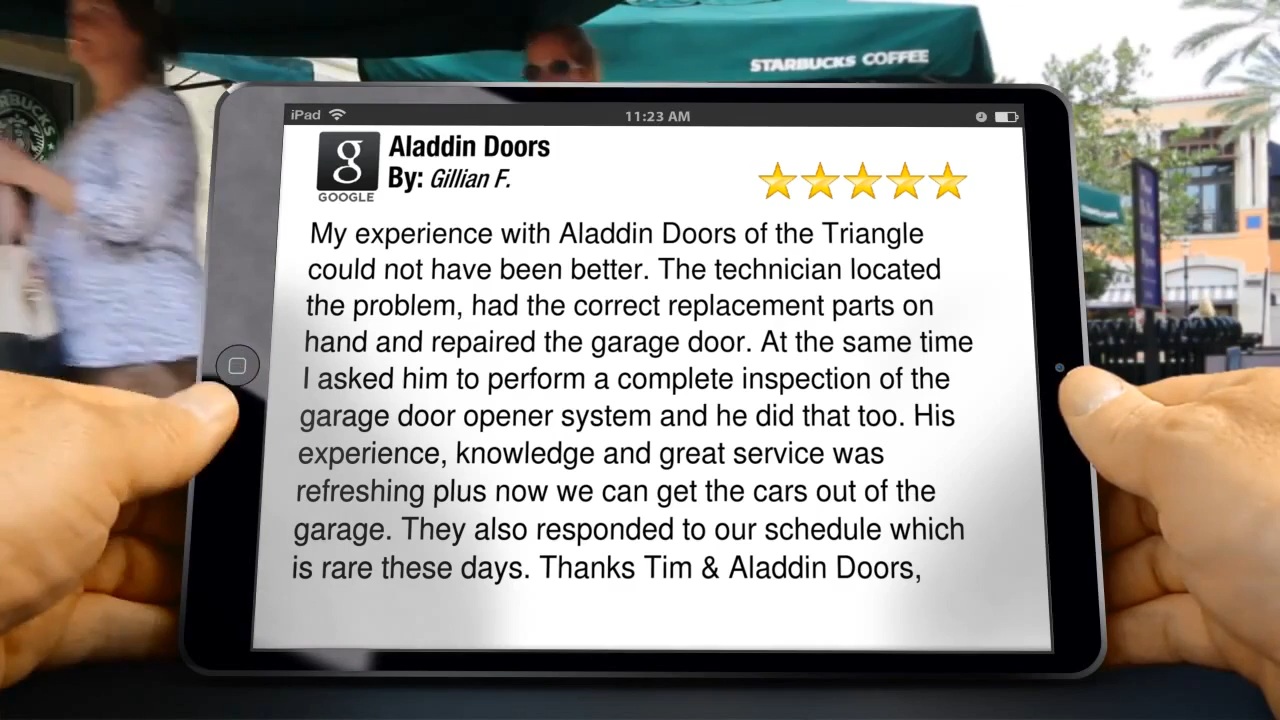 STARBUCKS COFFEE
iPad
11:23 AM
g
GOOGLE
Aladdin Doors
By: Gillian F.
My experience with Aladdin Doors of the Triangle
could not have been better. The technician located
the problem, had the correct replacement parts on
hand and repaired the garage door. At the same time
I asked him to perform a complete inspection of the
garage door opener system and he did that too. His
experience, knowledge and great service was
refreshing plus now we can get the cars out of the
garage. They also responded to our schedule which
is rare these days. Thanks Tim & Aladdin Doors,